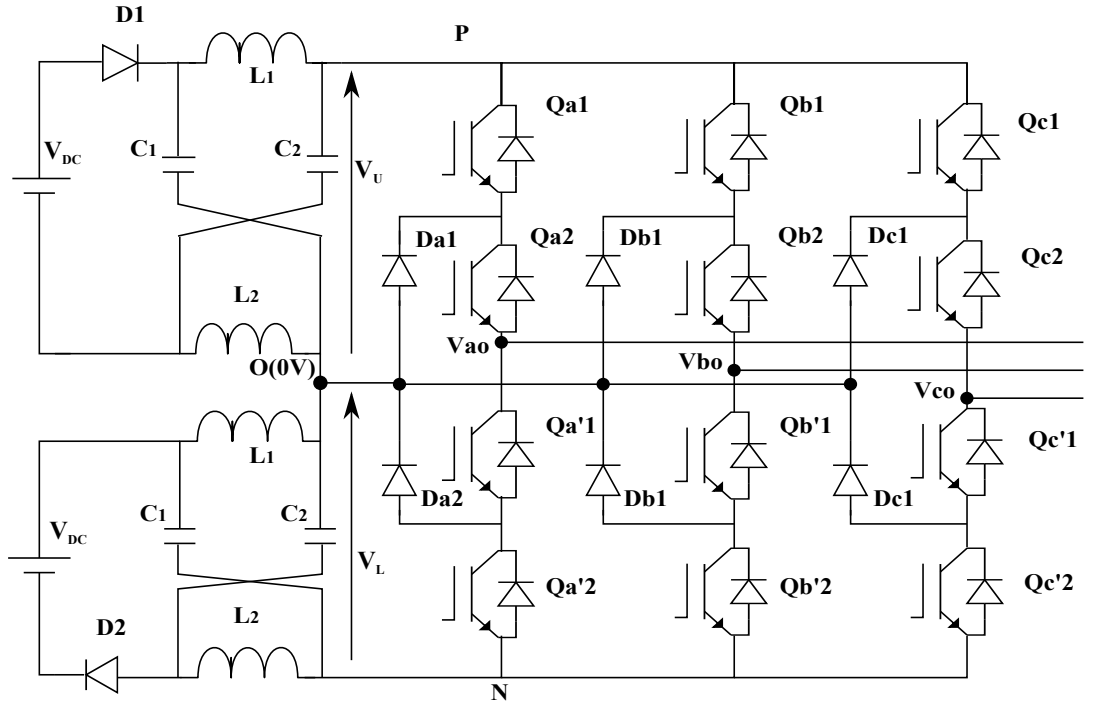 D1
P
L1
Qa1
Qb1
Qc1
VDC
C1
C2
VU
Da1
Qa2
Db1
Qb2
Dc1
Qc2
L2
Vao
O(0V)
Vbo
Vco
L1
Qa'1
Qb'1
Qc'1
Da2
Db1
Dc1
C1
C2
VDC
VL
Qa'2
Qb'2
Qc'2
L2
D2
N